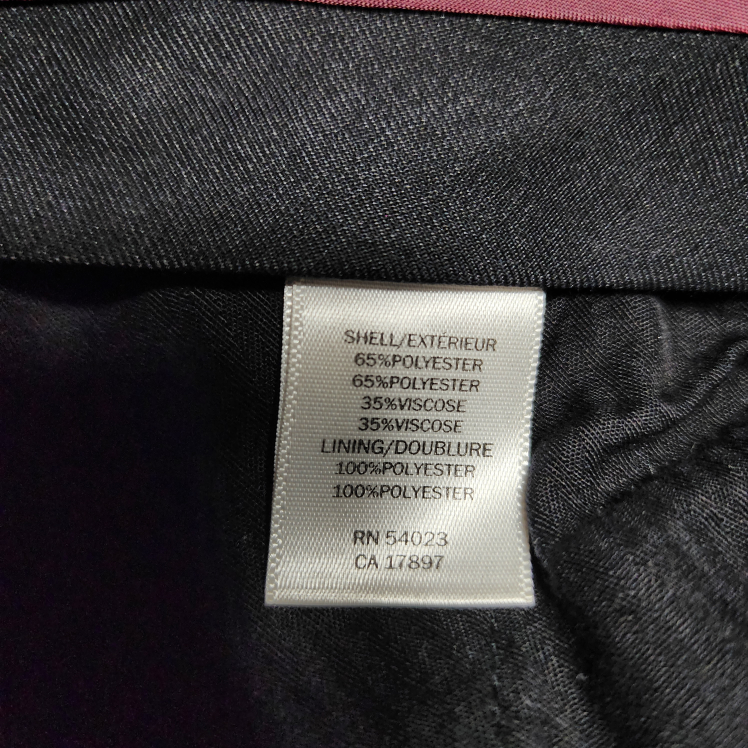 SHELL/EXTÉRIEUR
65%POLYESTER
65%POLYESTER
35%VISCOSE
35%VISCOSE
LINING/DOUBLURE
100%POLYESTER
100%POLYESTER
RN 54023
CA 17897